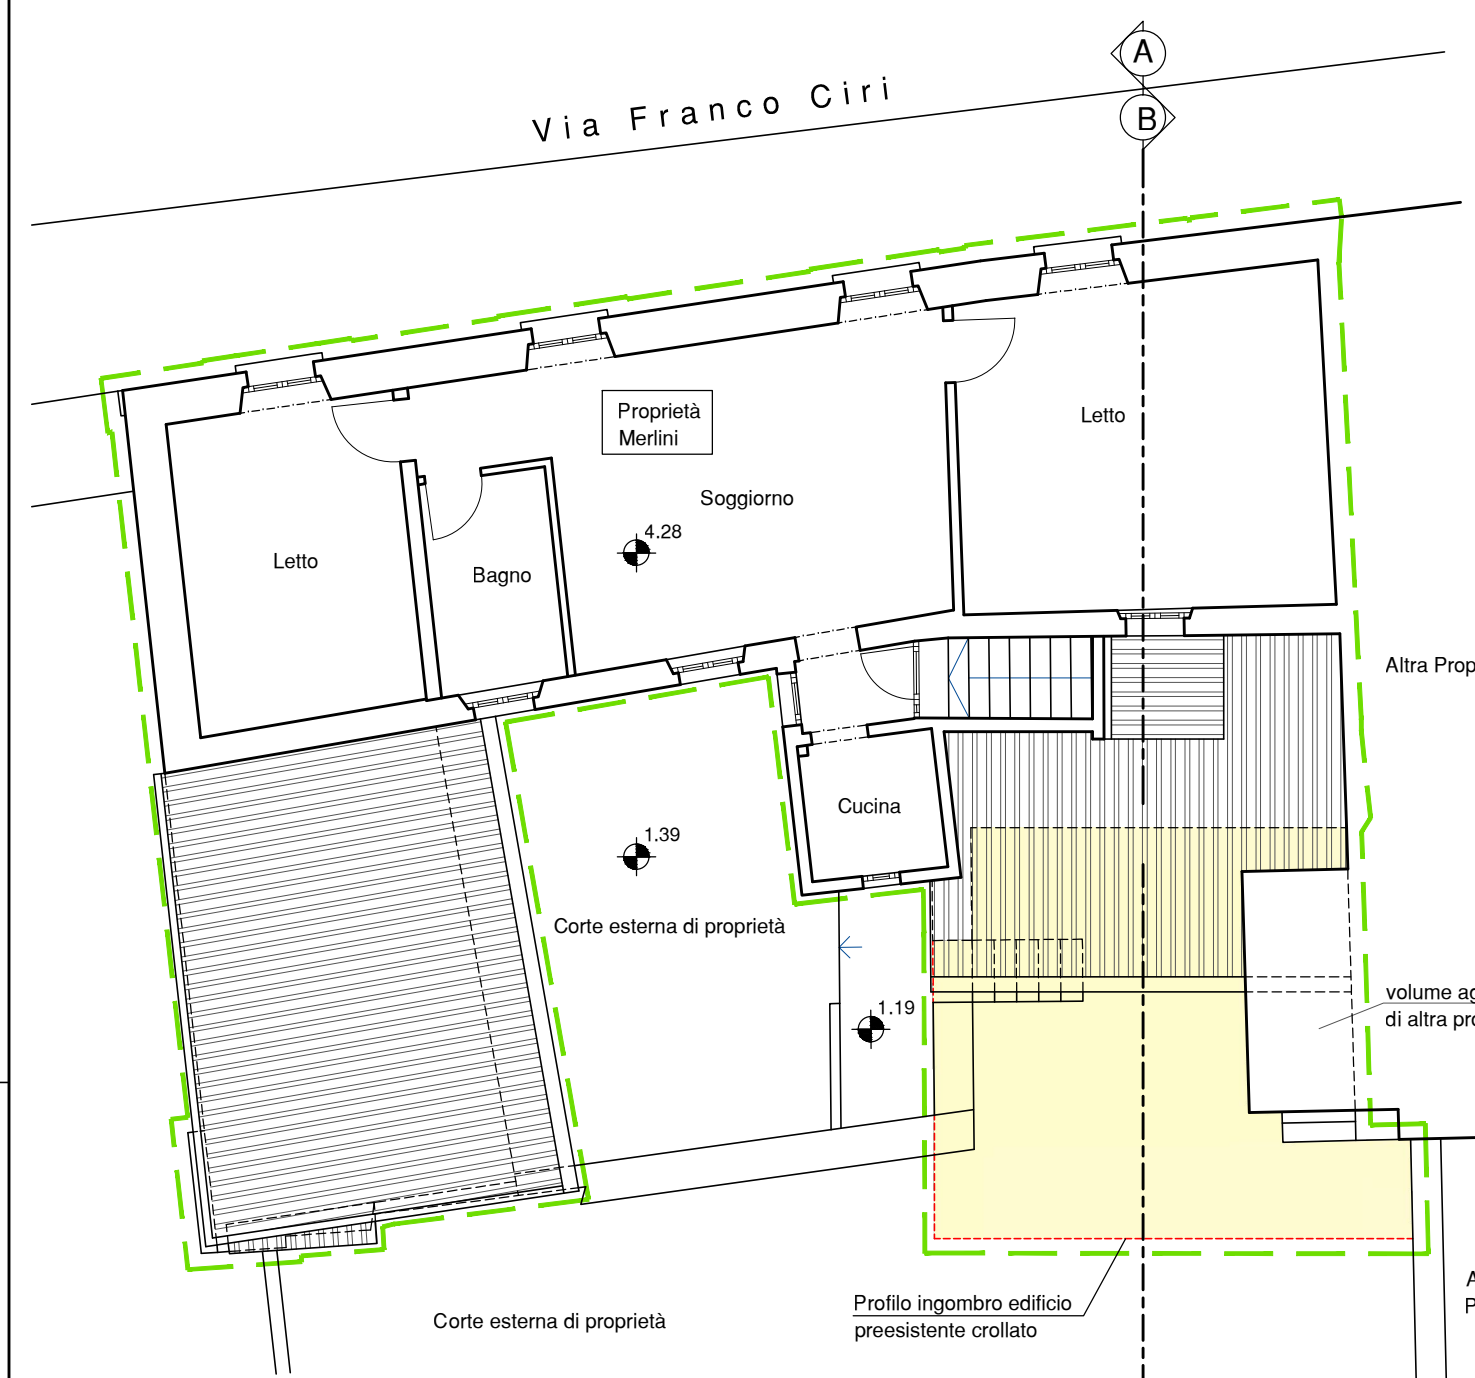 A
Via Franco Ciri
B
Proprietà
Merlini
Letto
Soggiorno
4.28
Letto
Bagno
Altra Prop
Cucina
1.39
Corte esterna di proprietà
volume ag
di altra pro
1.19
Profilo ingombro edificio
preesistente crollato
Corte esterna di proprietà
A
P